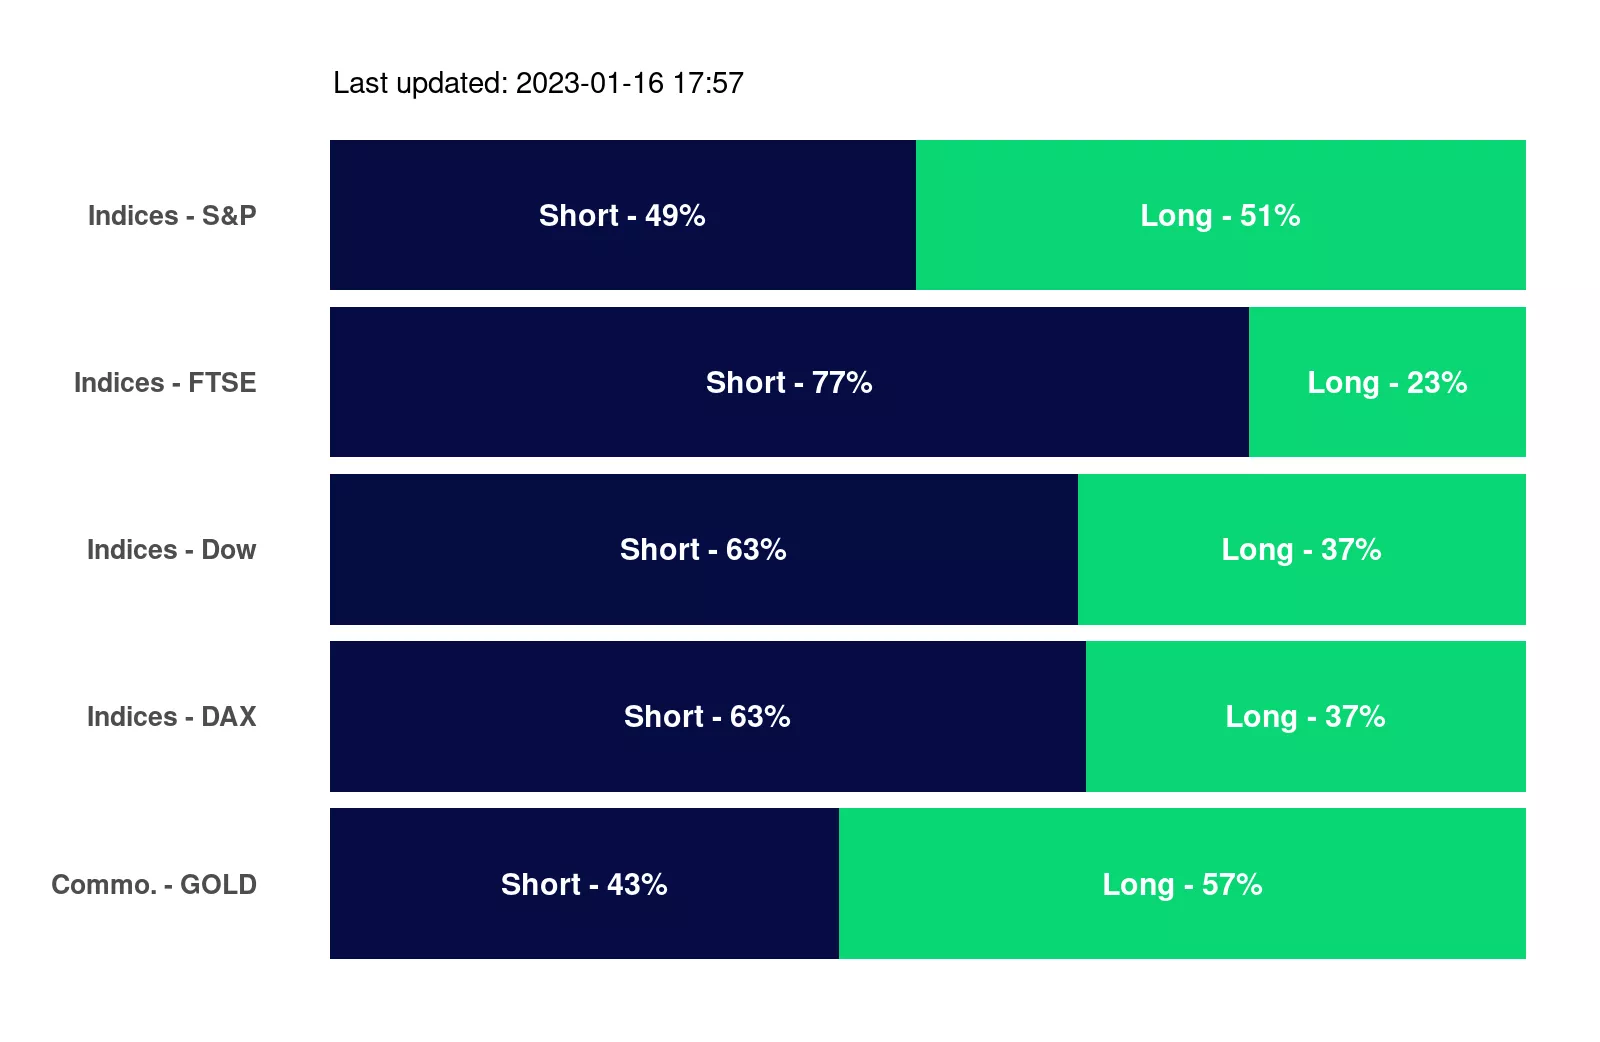 Last updated: 2023-01-16 17:57
Indices - S&P Short - 49% Long - 51%
Indices - FTSE Short - 77% Long - 23%
Indices - Dow Short - 63% Long - 37%
Indices - DAX Short - 63% Long - 37%
Commo. - GOLD Short - 43% Long - 57%